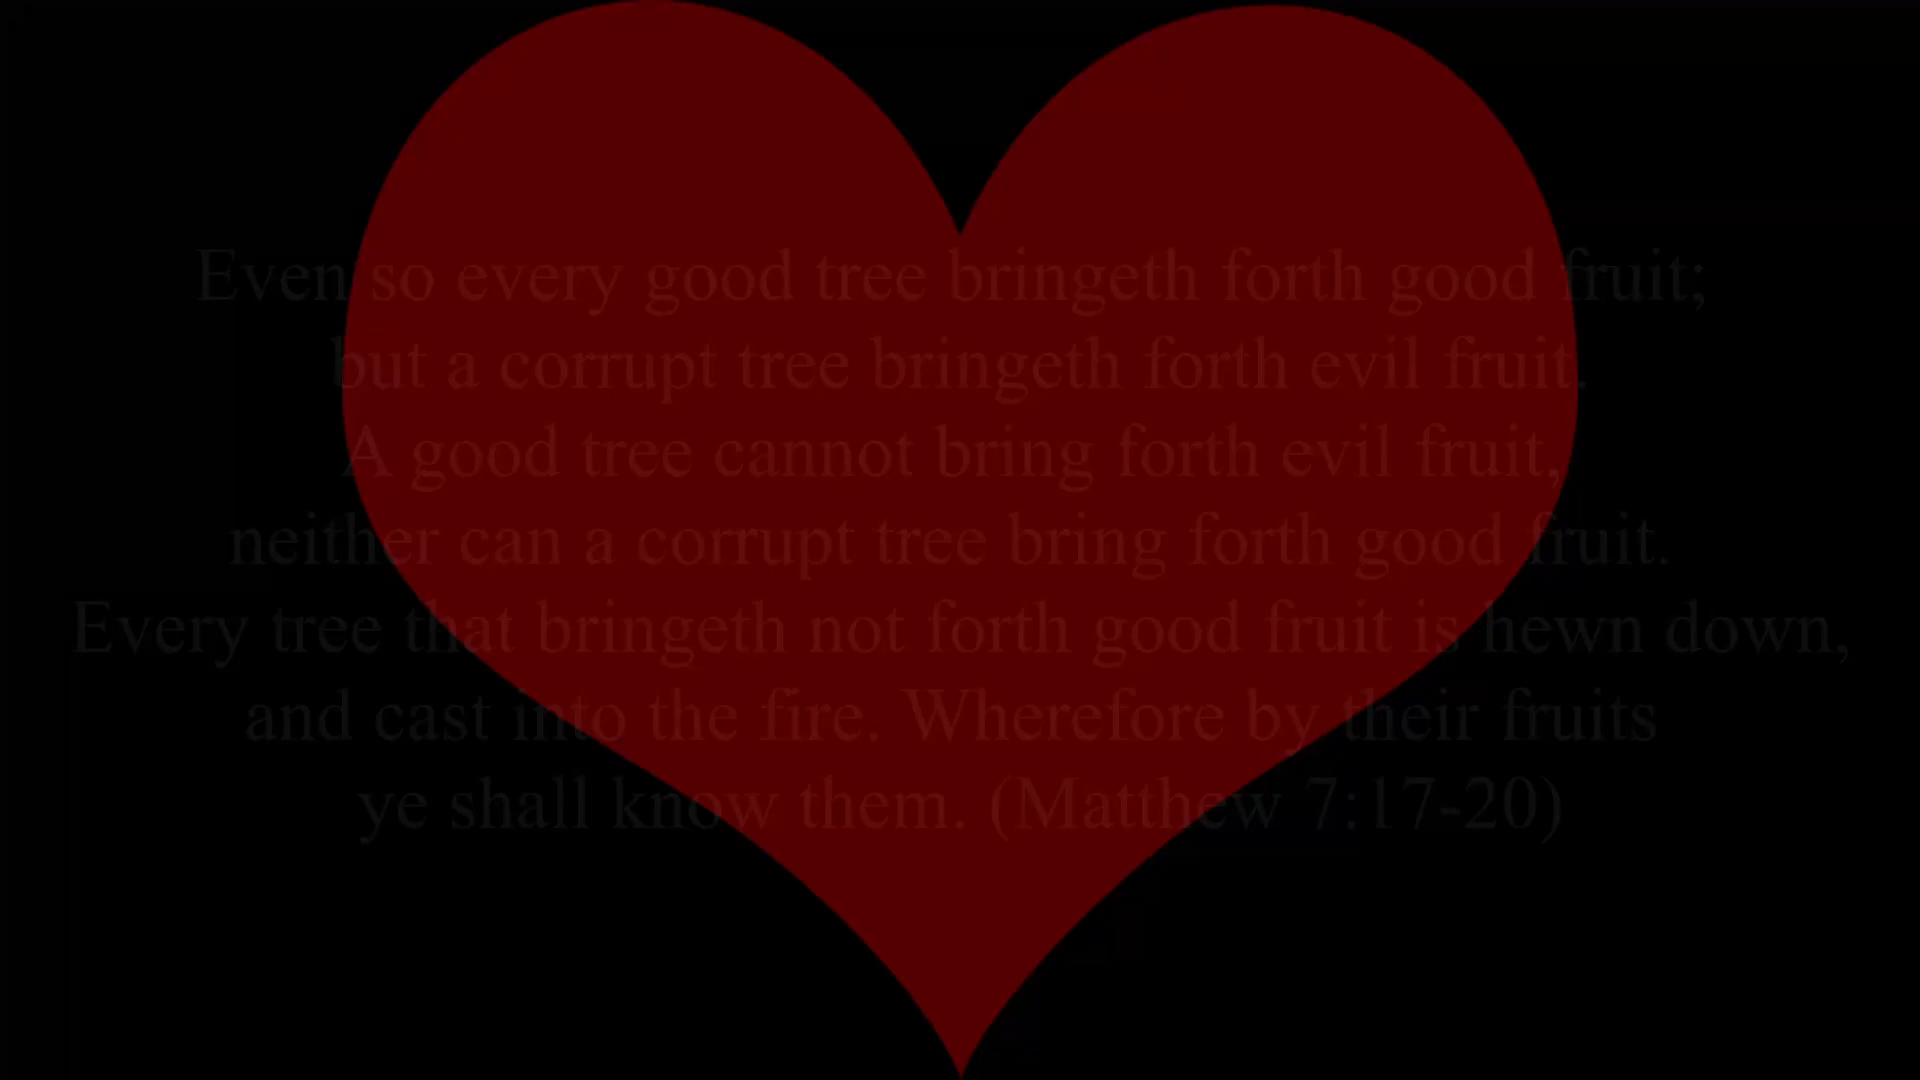 Even so every good tree bringeth forth good fruit;
but a corrupt tree bringeth forth evil fruit.
A good tree cannot bring forth evil fruit,
neither can a corrupt tree bring forth good fruit.
Every tree that bringeth not forth good fruit is hewn down,
and cast into the fire. Wherefore by their fruits
ye shall know them. (Matthew 7:17-20)